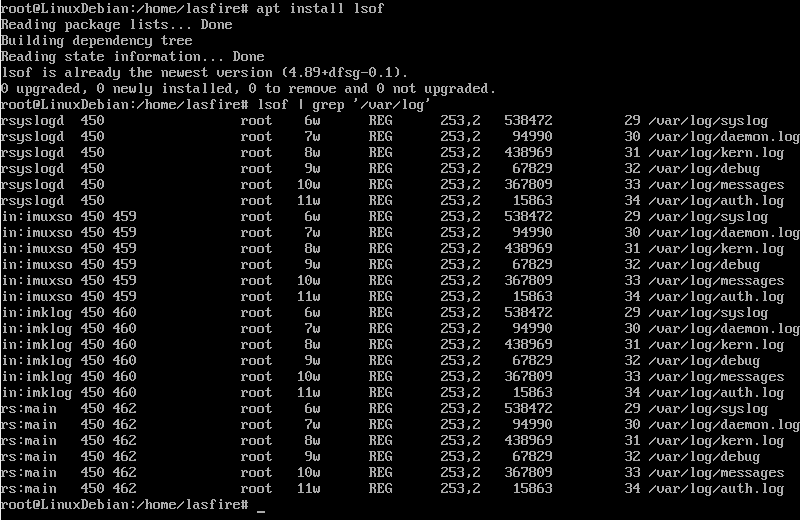 root@LinuxDebian:/home/lasfire# apt install lsof
Reading package lists... Done
Building dependency tree
Reading state information... Done
lsof is already the newest version (4.89+dfsg-0.1).
0 upgraded, 0 newly installed, 0 to remove and 0 not upgraded.
root@LinuxDebian:/home/lasfire# lsof | grep '/var/log'
rsyslogd 450 root 6w REG 253,2 538472 29 /var/log/syslog
rsyslogd 450 root 7w REG 253,2 94990 30 /var/log/daemon.log
rsyslogd 450 root 8w REG 253,2 438969 31 /var/log/kern.log
rsyslogd 450 root 9w REG 253,2 67829 32 /var/log/debug
rsyslogd 450 root 10w REG 253,2 367809 33 /var/log/messages
rsyslogd 450 root 11w REG 253,2 15863 34 /var/log/auth.log
in:imuxso 450 459 root 6w REG 253,2 538472 29 /var/log/syslog
in:imuxso 450 459 root 7w REG 253,2 94990 30 /var/log/daemon.log
in:imuxso 450 459 root 8w REG 253,2 438969 31 /var/log/kern.log
in:imuxso 450 459 root 9w REG 253,2 67829 32 /var/log/debug
in:imuxso 450 459 root 10w REG 253,2 367809 33 /var/log/messages
in:imuxso 450 459 root 11w REG 253,2 15863 34 /var/log/auth.log
in:imklog 450 460 root 6w REG 253,2 538472 29 /var/log/syslog
in:imklog 450 460 root 7w REG 253,2 94990 30 /var/log/daemon.log
in:imklog 450 460 root 8w REG 253,2 438969 31 /var/log/kern.log
in:imklog 450 460 root 9w REG 253,2 67829 32 /var/log/debug
in:imklog 450 460 root 10w REG 253,2 367809 33 /var/log/messages
in:imklog 450 460 root 11w REG 253,2 15863 34 /var/log/auth.log
rs:main 450 462 root 6w REG 253,2 538472 29 /var/log/syslog
rs:main 450 462 root 7w REG 253,2 94990 30 /var/log/daemon.log
rs:main 450 462 root 8w REG 253,2 438969 31 /var/log/kern.log
rs:main 450 462 root 9w REG 253,2 67829 32 /var/log/debug
rs:main 450 462 root 10w REG 253,2 367809 33 /var/log/messages
rs:main 450 462 root 11w REG 253,2 15863 34 /var/log/auth.log
root@LinuxDebian:/home/lasfire# _